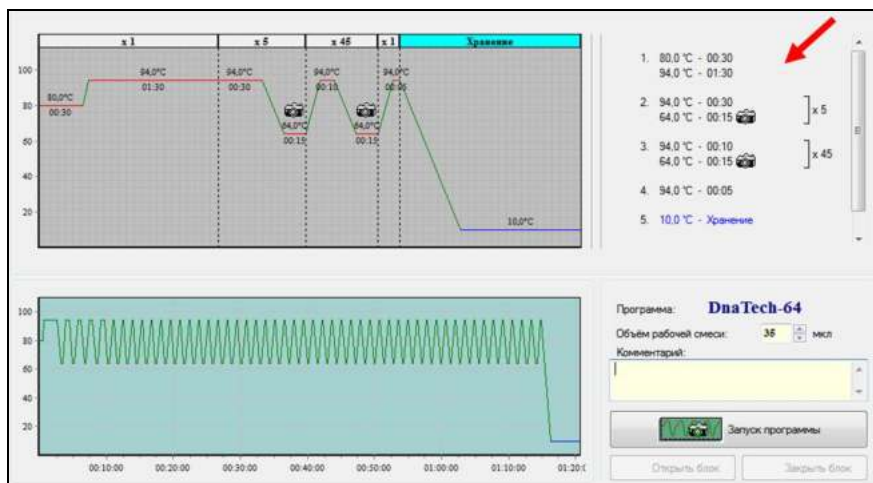 x 1
x 5
x 45
x 1
Хранение
100
80
60
40
20
80,0°C
00:30
94,0°C
01:30
94,0°C
00:30
64,0°C
00:15
94,0°C
00:10
64,0°C
00:15
94,0°C
00:05
10,0°C
1. 80,0 °C - 00:30
94,0 °C - 01:30
2. 94,0 °C - 00:30
64,0 °C - 00:15
x 5
3. 94,0 °C - 00:10
64,0 °C - 00:15
x 45
4. 94,0 °C - 00:05
5. 10,0 °C - Хранение
100
80
60
40
20
00:10:00
00:20:00
00:30:00
00:40:00
00:50:00
01:00:00
01:10:00
01:20:0
Программа: DnaTech-64
Объём рабочей смеси: 35 мкл
Комментарий:
Запуск программы
Открыть блок
Закрыть блок